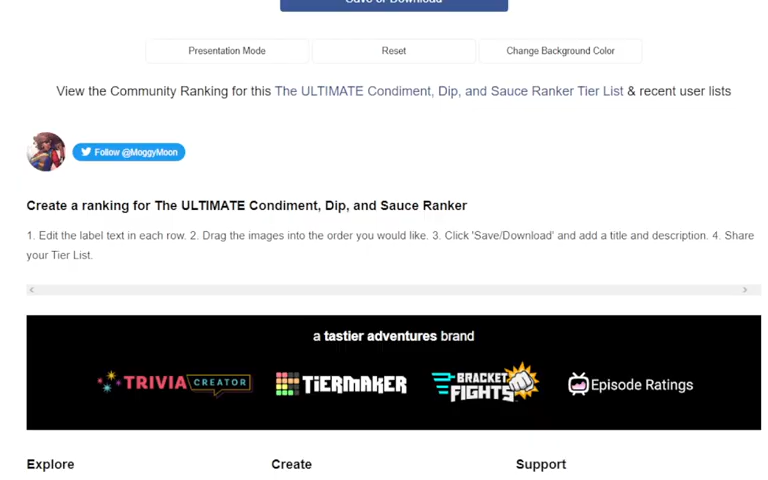 Save or Download
Presentation Mode
Reset
Change Background Color
View the Community Ranking for this The ULTIMATE Condiment, Dip, and Sauce Ranker Tier List & recent user lists
Follow @MoggyMoon
Create a ranking for The ULTIMATE Condiment, Dip, and Sauce Ranker
1. Edit the label text in each row. 2. Drag the images into the order you would like. 3. Click 'Save/Download' and add a title and description. 4. Share
your Tier List.
a tastier adventures brand
TRIVIA CREATOR
TiERMAKER
BRACKET
FIGHTS
Episode Ratings
Explore
Create
Support